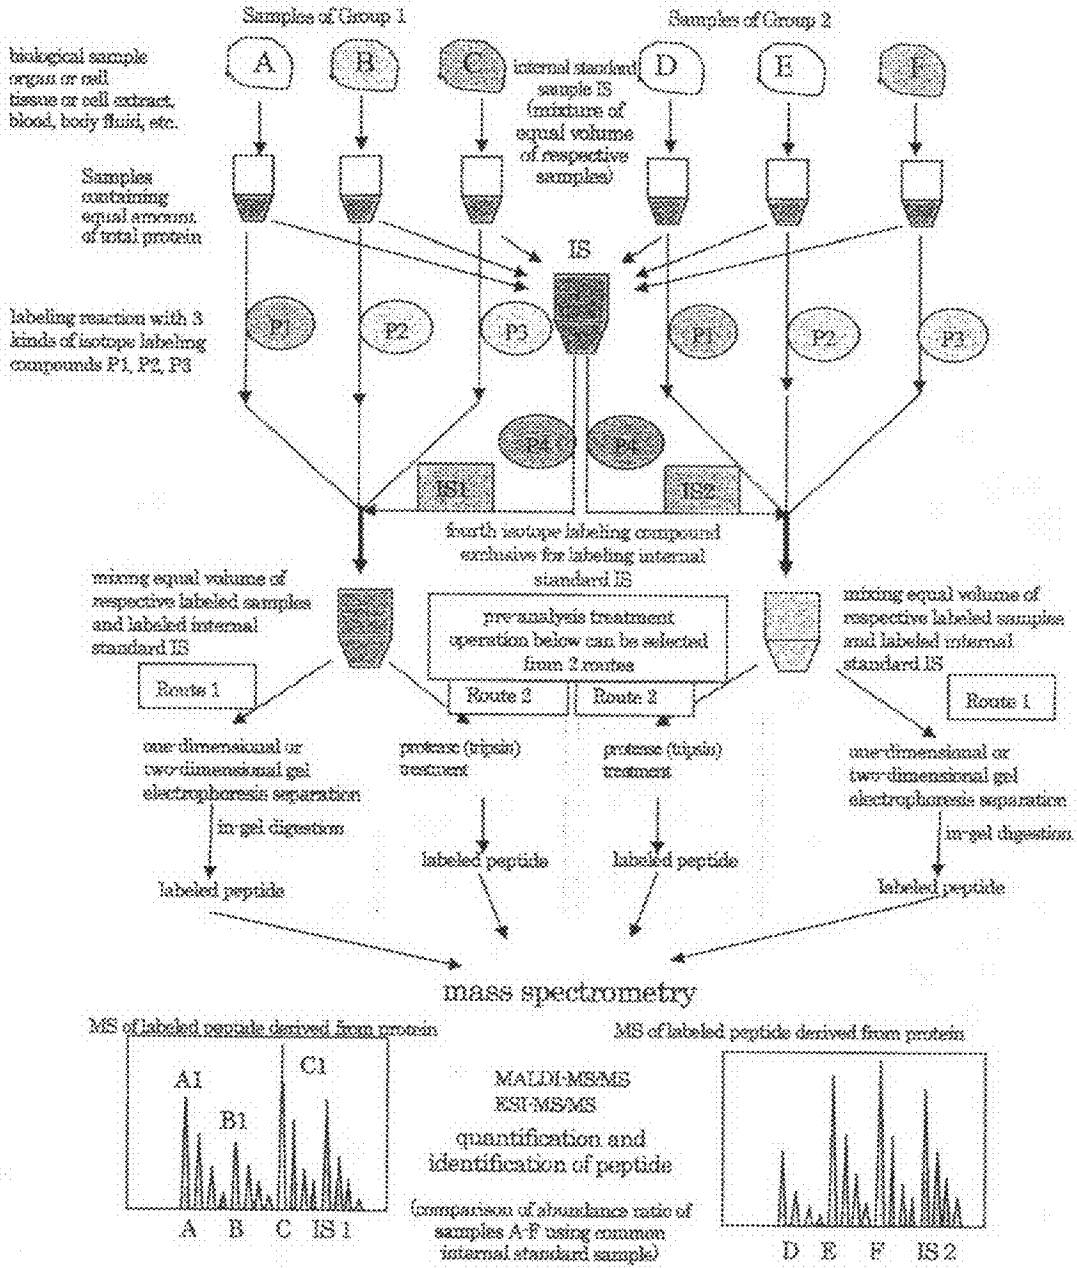 Samples of Group 1
Samples of Group 2
biological sample
organ or cell
tissue or cell extract,
blood, body fluid, etc.
A
B
C
internal standard
sample IS
(mixture of
equal volume
of respective
samples)
D
E
F
Samples
containing
equal amount
of total protein
IS
labeling reaction with 3
kinds of isotope labeling
compounds P1, P2, P3
P1
P2
P3
P1
P2
P3
P4
P4
IS1
IS2
fourth isotope labeling compound
exclusive for labeling internal
standard IS
mixing equal volume of
respective labeled samples
and labeled internal
standard IS
pre-analysis treatment
operation below can be selected
from 2 routes
mixing equal volume of
respective labeled samples
and labeled internal
standard IS
Route 1
Route 2
Route 2
Route 1
one-dimensional or
two-dimensional gel
electrophoresis separation
protease (tripsin)
treatment
protease (tripsin)
treatment
one-dimensional or
two-dimensional gel
electrophoresis separation
in-gel digestion
in-gel digestion
labeled peptide
labeled peptide
labeled peptide
labeled peptide
mass spectrometry
MS of labeled peptide derived from protein
MS of labeled peptide derived from protein
A1
B1
C1
MALDI-MS/MS
ESI-MS/MS
quantification and
identification of peptide
(comparison of abundance ratio of
samples A-F using common
internal standard sample)
A B C IS 1
D E F IS 2